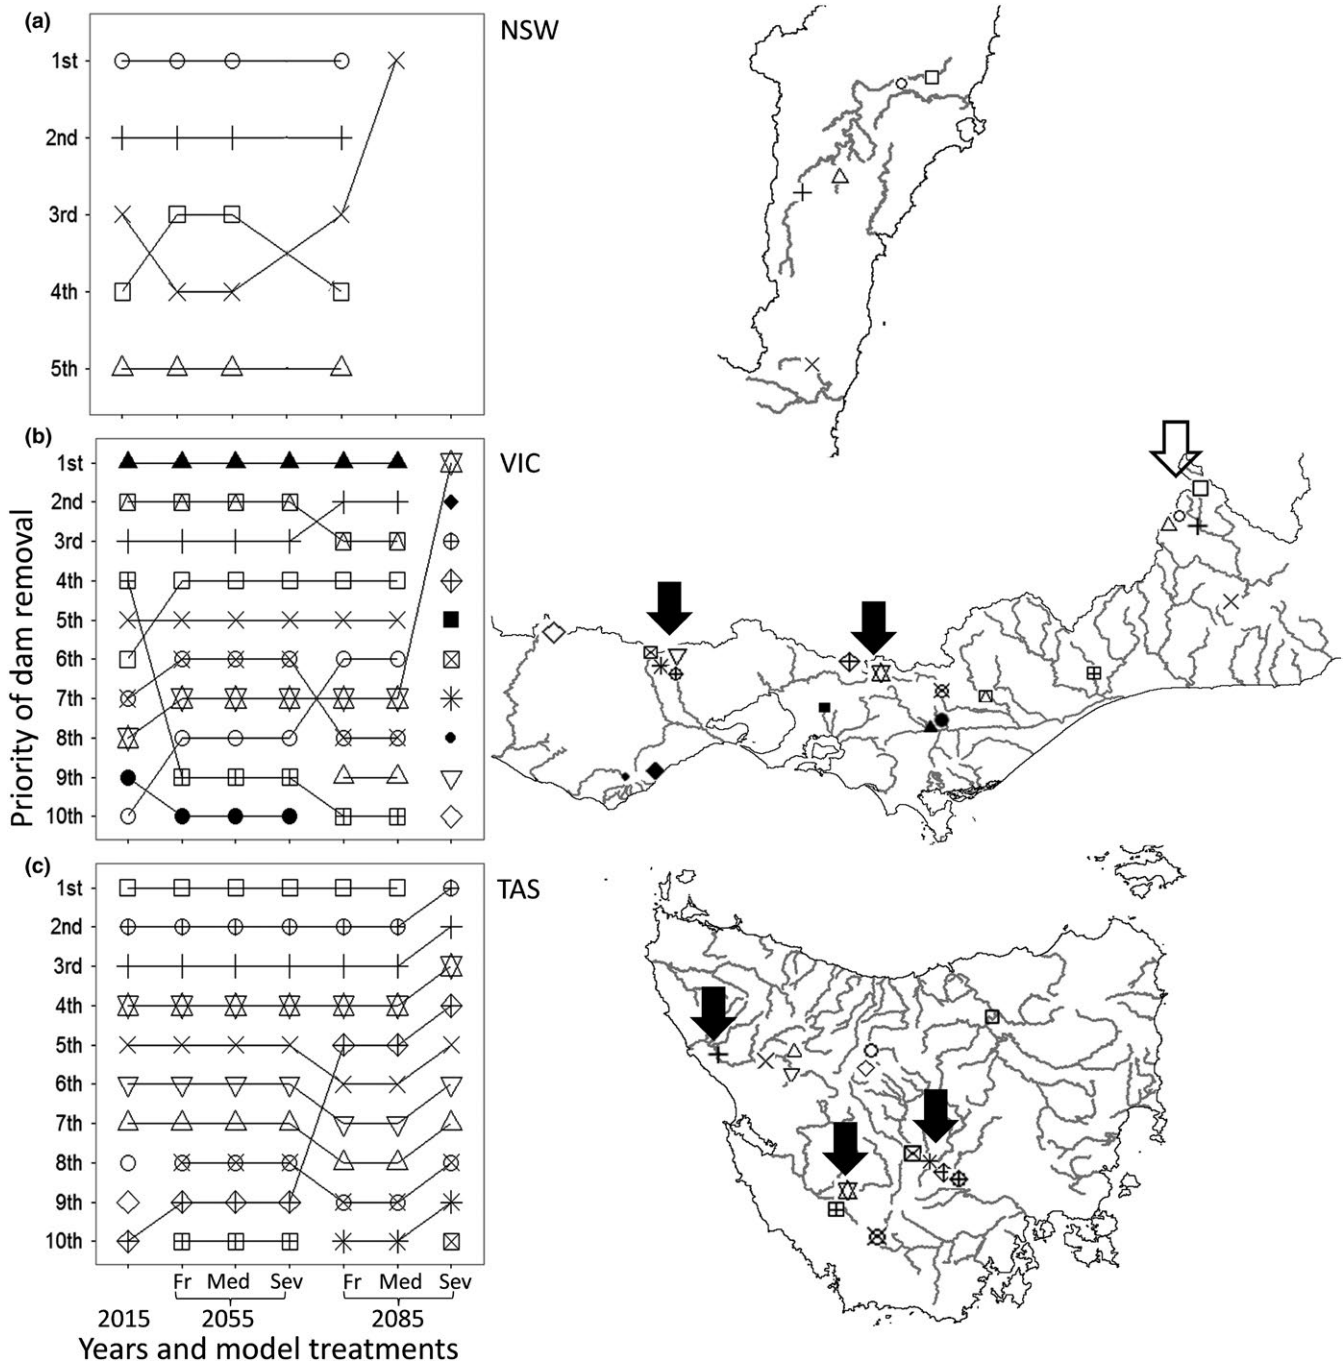 (a)
NSW
1st
2nd
3rd
4th
5th
(b)
VIC
1st
2nd
3rd
4th
5th
6th
7th
8th
9th
10th
Priority of dam removal
(c)
TAS
1st
2nd
3rd
4th
5th
6th
7th
8th
9th
10th
Fr Med Sev Fr Med Sev
2015 2055 2085
Years and model treatments